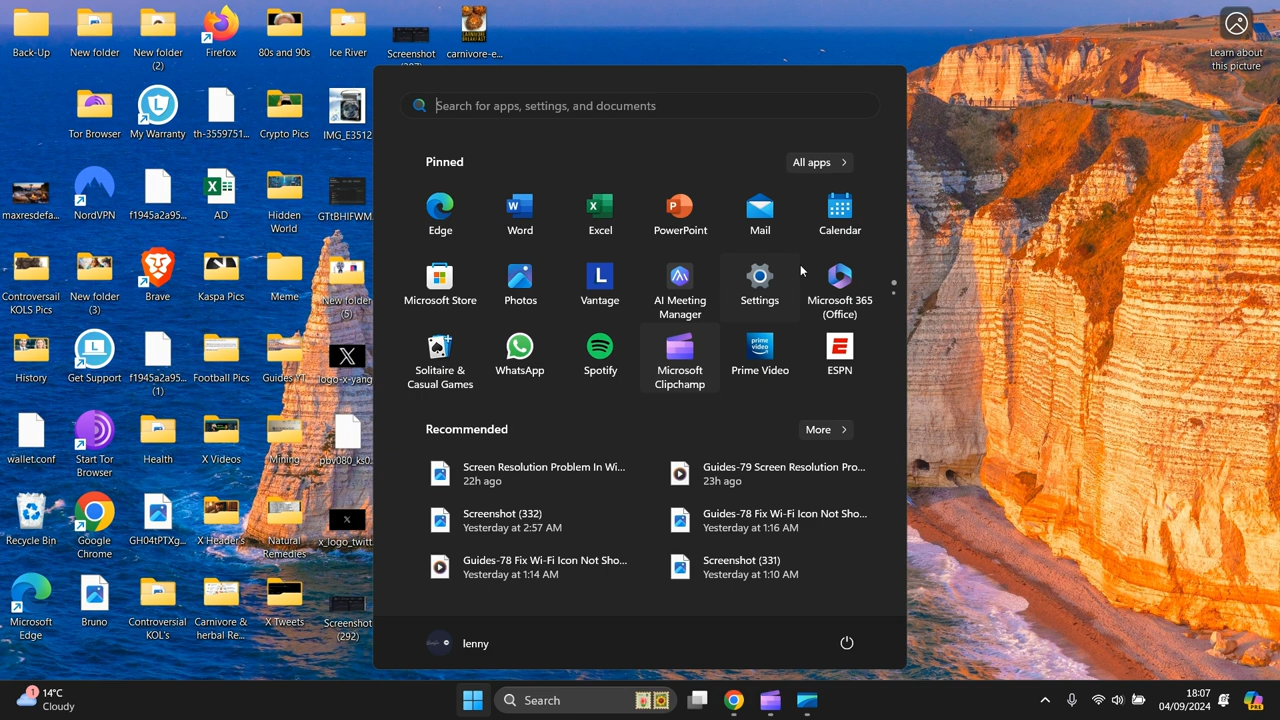 Back-Up
New folder
New folder
(2)
Firefox
80s and 90s
Ice River
Screenshot
carnivore-e...
Learn about
this picture
Tor Browser
My Warranty
th-3559751...
Crypto Pics
IMG_E3512
maxresdefa...
NordVPN
f1945a2a95...
AD
Hidden
World
GTtBHIFWM
Controversail
KOLS Pics
New folder
(3)
Brave
Kaspa Pics
Meme
New folder
(5)
History
Get Support
f1945a2a95...
(1)
Football Pics
Guides YT
logo-x-yang
wallet.conf
Start Tor
Browser
Health
X Videos
Mining
pbv080_ks0
Recycle Bin
Google
Chrome
GH04tPTXg...
X Header's
Natural
Remedies
x_logo_twitt
Microsoft
Edge
Bruno
Controversial
KOL's
Carnivore &
herbal Re...
X Tweets
Screenshot
(292)
Search for apps, settings, and documents
Pinned
All apps
Edge
Word
Excel
PowerPoint
Mail
Calendar
Microsoft Store
Photos
Vantage
AI Meeting
Manager
Settings
Microsoft 365
(Office)
Solitaire &
Casual Games
WhatsApp
Spotify
Microsoft
Clipchamp
Prime Video
ESPN
Recommended
More
Screen Resolution Problem In Wi...
22h ago
Guides-79 Screen Resolution Pro...
23h ago
Screenshot (332)
Yesterday at 2:57 AM
Guides-78 Fix Wi-Fi Icon Not Sho...
Yesterday at 1:16 AM
Guides-78 Fix Wi-Fi Icon Not Sho...
Yesterday at 1:14 AM
Screenshot (331)
Yesterday at 1:10 AM
lenny
1
14°C
Cloudy
Search
18:07
04/09/2024